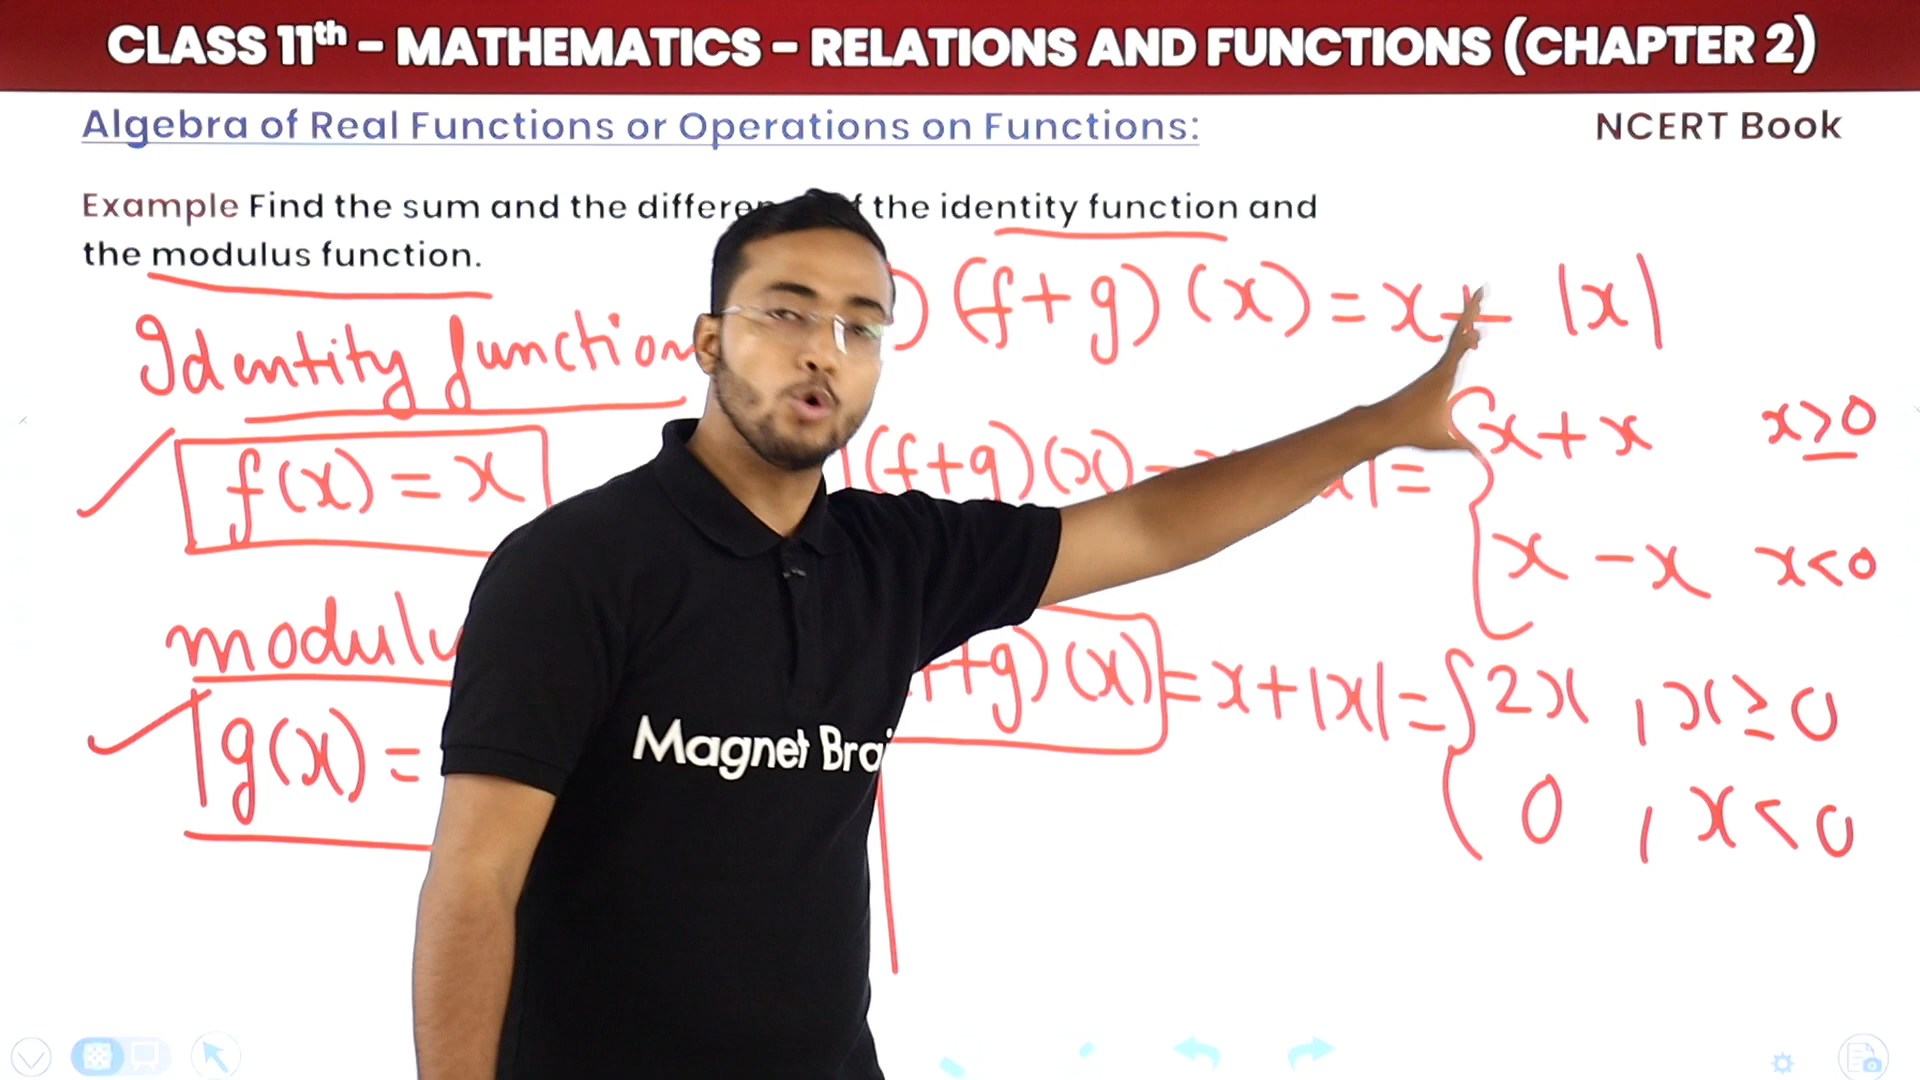 CLASS 11th – MATHEMATICS – RELATIONS AND FUNCTIONS (CHAPTER 2)
Algebra of Real Functions or Operations on Functions:
NCERT Book
Example Find the sum and the the identity function and
the modulus function.
Identity function
f(x) = x
g(x) =
) (f+g) (x) = x + |x|
(f+g)(x)
= { x + x x ≥ 0
x - x x < 0
+g)(x) = x + |x| = { 2x , x ≥ 0
0 , x < 0
Magnet